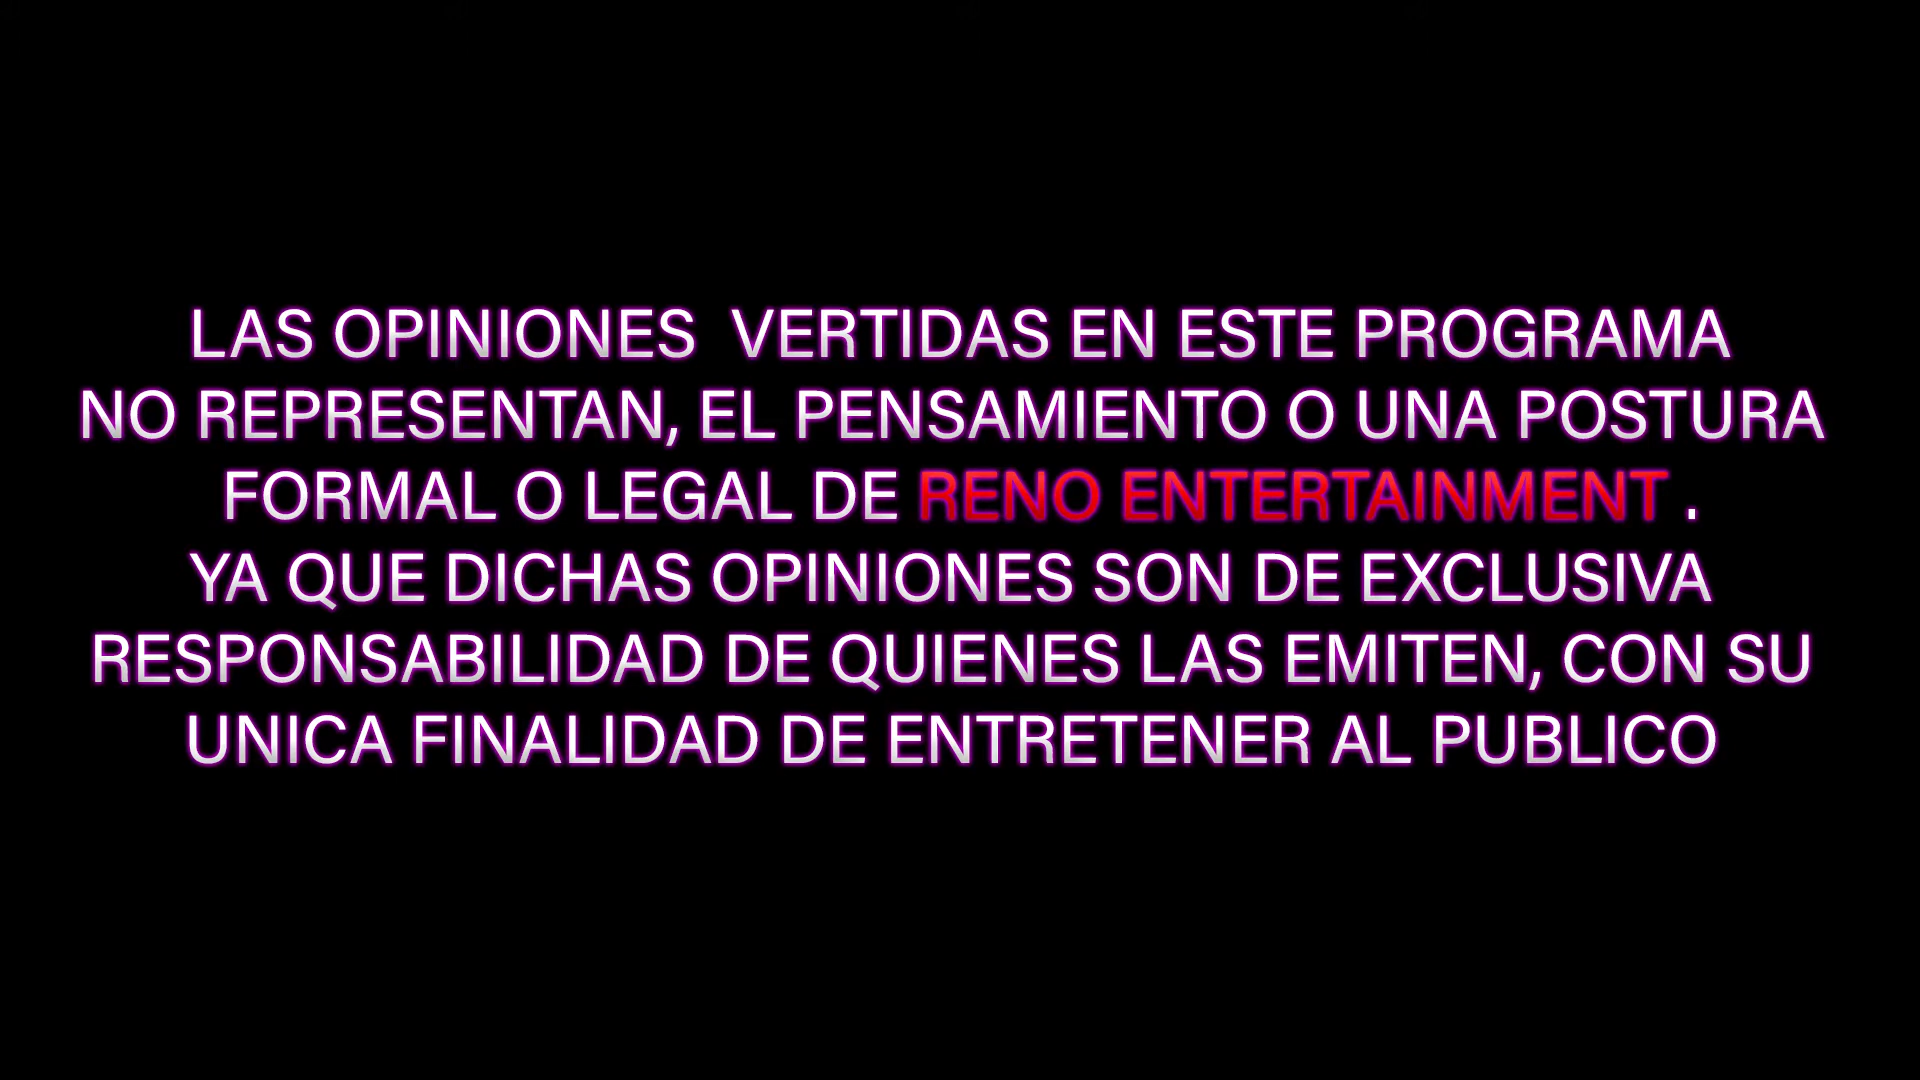 LAS OPINIONES  VERTIDAS EN ESTE PROGRAMA
NO REPRESENTAN, EL PENSAMIENTO O UNA POSTURA
FORMAL O LEGAL DE RENO ENTERTAINMENT .
YA QUE DICHAS OPINIONES SON DE EXCLUSIVA
RESPONSABILIDAD DE QUIENES LAS EMITEN, CON SU
UNICA FINALIDAD DE ENTRETENER AL PUBLICO